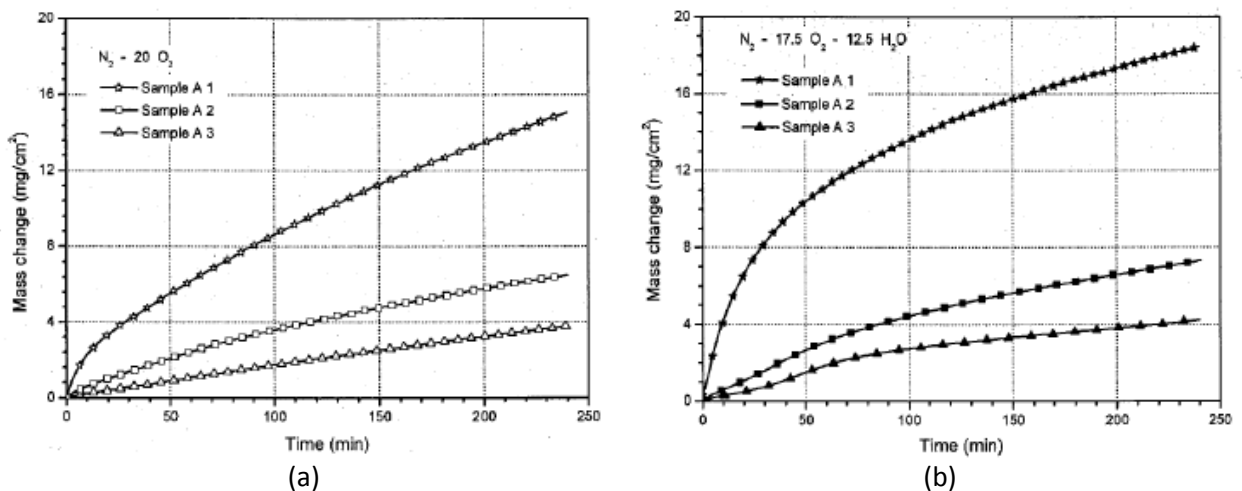 20
16
12
8
4
0
Mass change (mg/cm²)
N₂ - 20 O₂
Sample A 1
Sample A 2
Sample A 3
0 50 100 150 200 250
Time (min)
(a)
20
16
12
8
4
0
Mass change (mg/cm²)
N₂ - 17.5 O₂ - 12.5 H₂O
Sample A 1
Sample A 2
Sample A 3
0 50 100 150 200 250
Time (min)
(b)